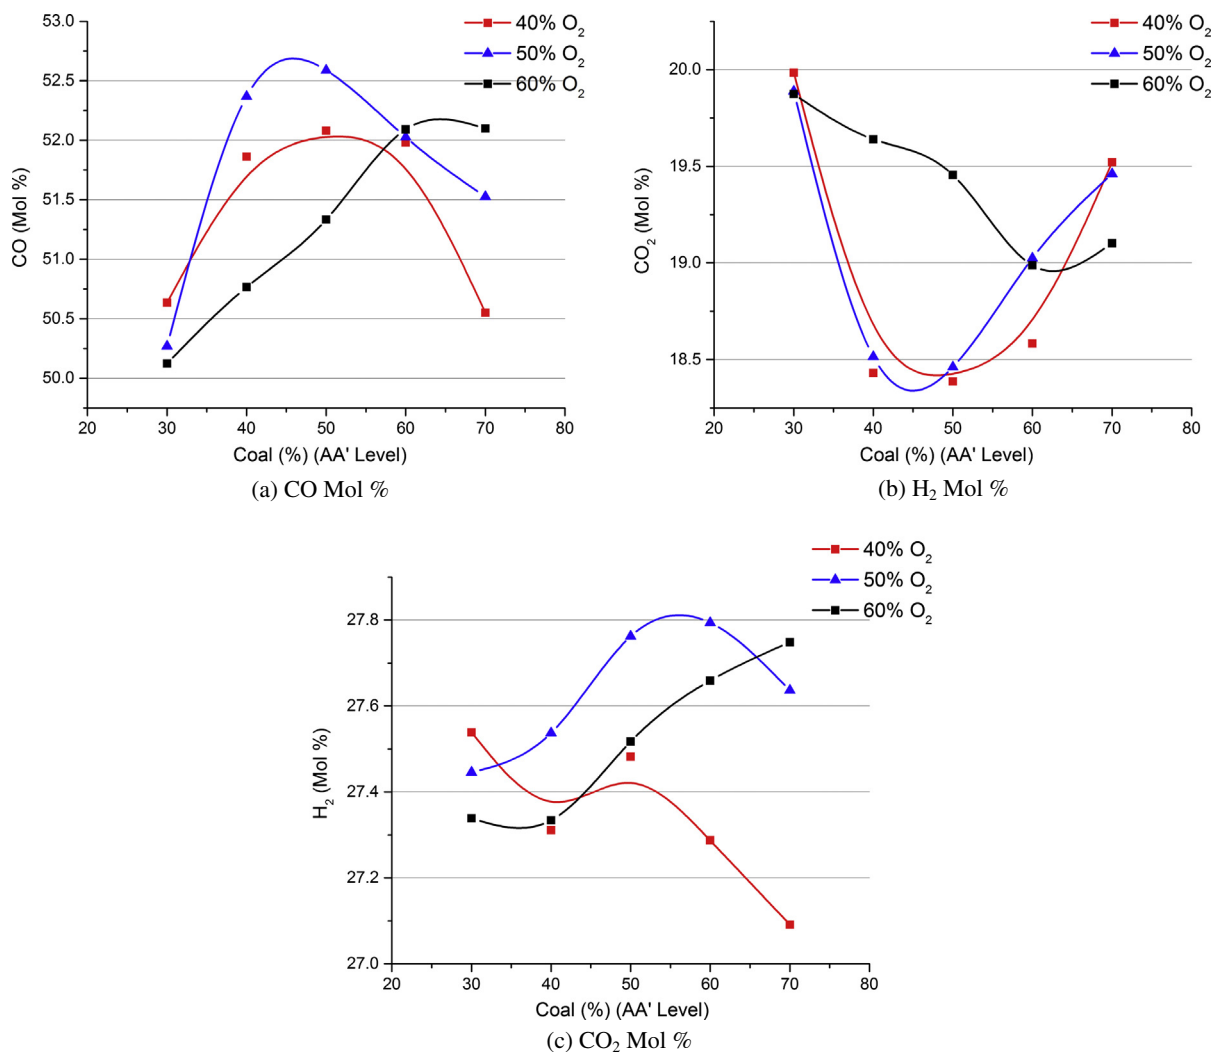 40% O₂
50% O₂
60% O₂
53.0
52.5
52.0
51.5
51.0
50.5
50.0
CO (Mol %)
20 30 40 50 60 70 80
Coal (%) (AA' Level)
(a) CO Mol %
40% O₂
50% O₂
60% O₂
20.0
19.5
19.0
18.5
CO₂ (Mol %)
20 30 40 50 60 70 80
Coal (%) (AA' Level)
(b) H₂ Mol %
40% O₂
50% O₂
60% O₂
27.8
27.6
27.4
27.2
27.0
H₂ (Mol %)
20 30 40 50 60 70 80
Coal (%) (AA' Level)
(c) CO₂ Mol %